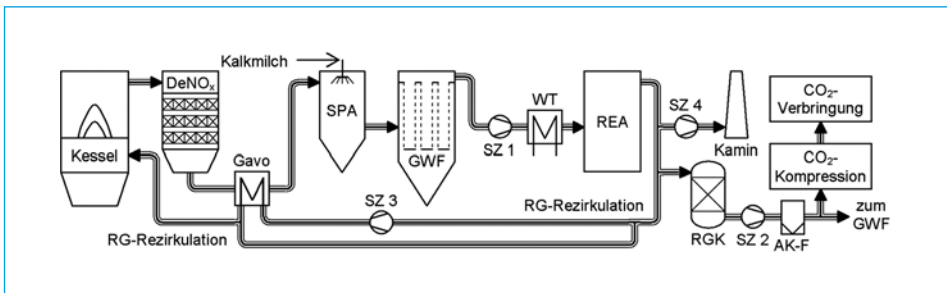 Kalkmilch
DeNOx
Kessel
Gavo
SPA
GWF
SZ 1
WT
REA
SZ 4
Kamin
CO2-
Verbringung
CO2-
Kompression
zum
GWF
RG-Rezirkulation
SZ 3
RG-Rezirkulation
RGK
SZ 2
AK-F